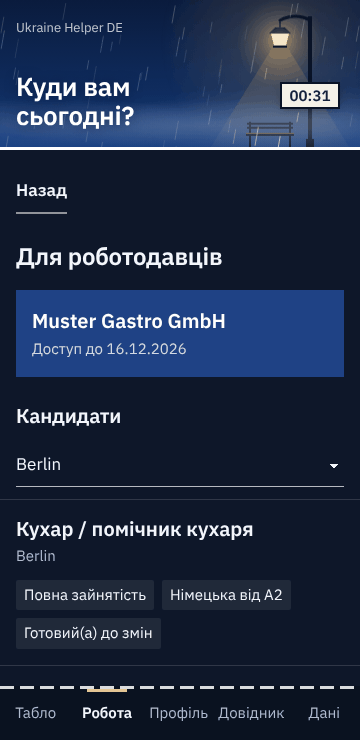 Ukraine Helper DE
Куди вам
сьогодні?
00:31
Назад
Для роботодавців
Muster Gastro GmbH
Доступ до 16.12.2026
Кандидати
Berlin
Кухар / помічник кухаря
Berlin
Повна зайнятість
Німецька від A2
Готовий(а) до змін
Табло
Робота
Профіль
Довідник
Дані